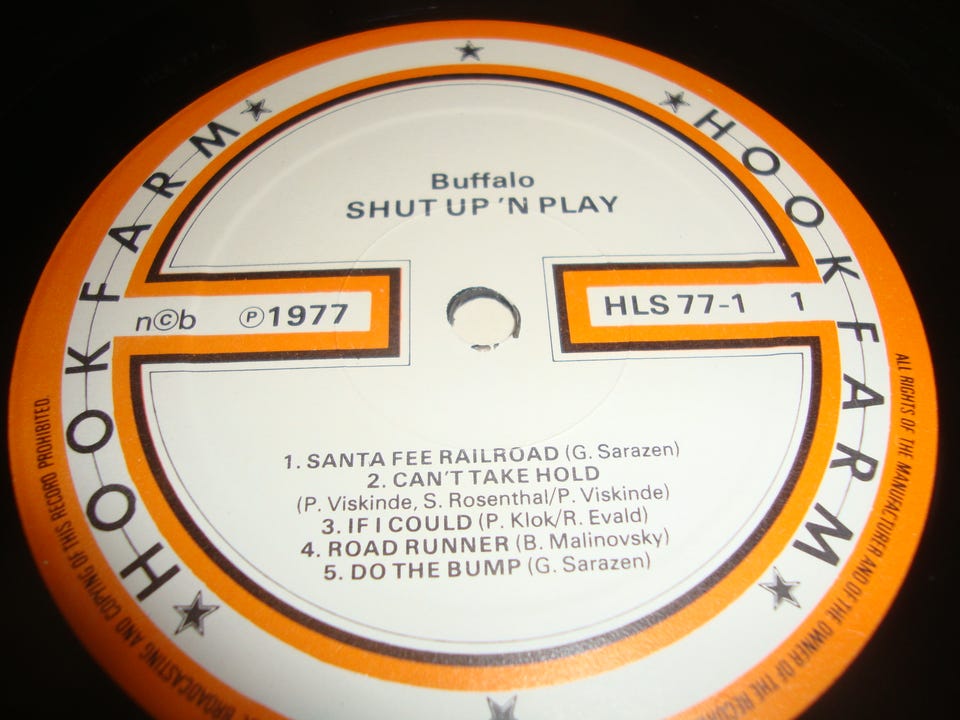 HOOKFARM
HOOKFARM
Buffalo
SHUT UP 'N PLAY
n©b ℗1977
HLS 77-1 1
1. SANTA FEE RAILROAD (G. Sarazen)
2. CAN'T TAKE HOLD
(P. Viskinde, S. Rosenthal/P. Viskinde)
3. IF I COULD (P. Klok/R. Evald)
4. ROAD RUNNER (B. Malinovsky)
5. DO THE BUMP (G. Sarazen)
ALL RIGHTS OF THE MANUFACTURER AND OF THE OWNER OF THE
BROADCASTING AND COPYING OF THIS RECORD PROHIBITED.